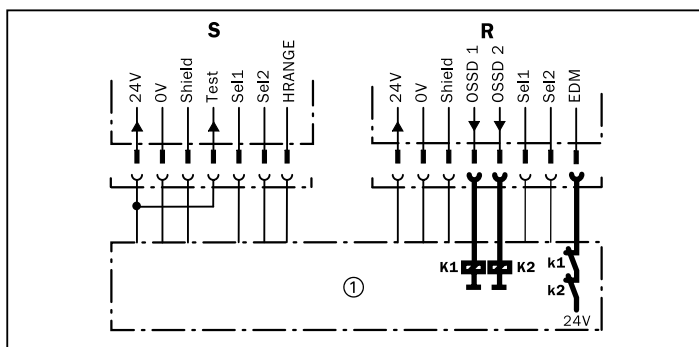 S R
24V 0V Shield Test Sel1 Sel2 HRANGE
24V 0V Shield OSSD 1 OSSD 2 Sel1 Sel2 EDM
K1 K2 k1
① k2
24V